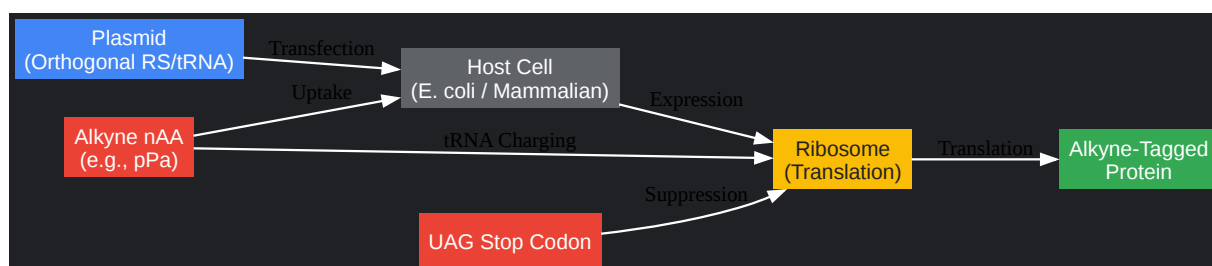 Plasmid
(Orthogonal RS/tRNA)
Transfection
Host Cell
(E. coli / Mammalian)
Uptake
Expression
Alkyne nAA
(e.g., pPa)
tRNA Charging
Ribosome
(Translation)
Translation
Alkyne-Tagged
Protein
Suppression
UAG Stop Codon